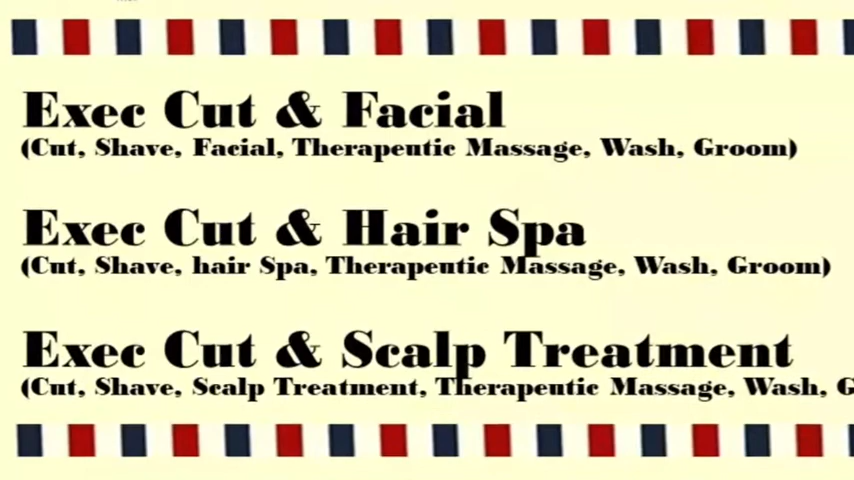 Exec Cut & Facial
(Cut, Shave, Facial, Therapeutic Massage, Wash, Groom)
Exec Cut & Hair Spa
(Cut, Shave, hair Spa, Therapeutic Massage, Wash, Groom)
Exec Cut & Scalp Treatment
(Cut, Shave, Scalp Treatment, Therapeutic Massage, Wash,